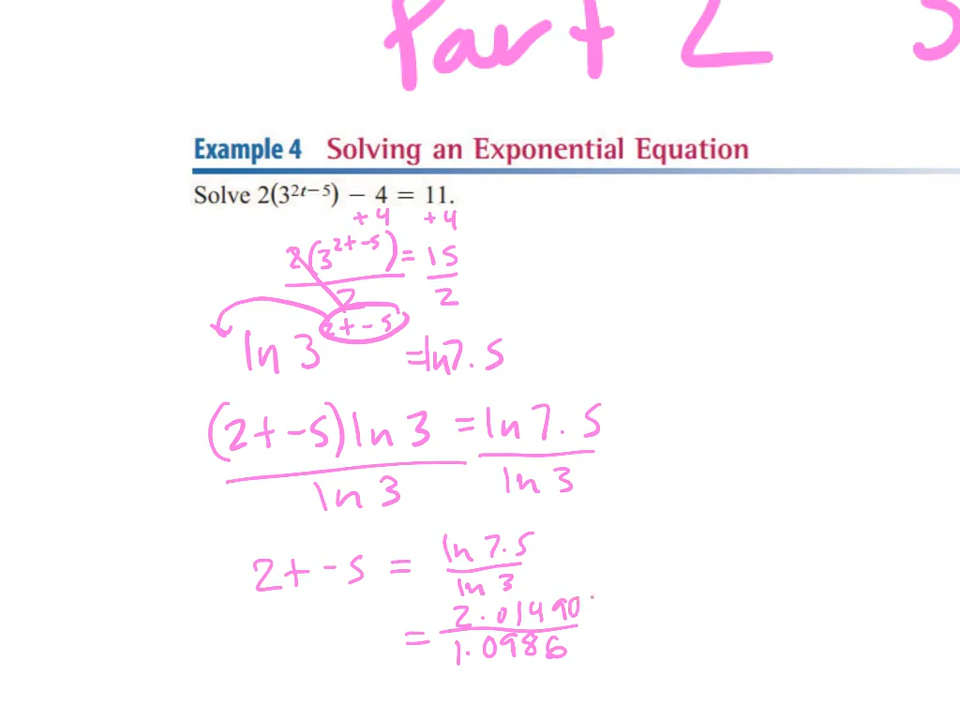 Part 2
Example 4 Solving an Exponential Equation
Solve 2(3^{2t−5}) − 4 = 11.
+4 +4
2(3^{2t-5}) = 15
2 2
ln 3^{2t-5} = ln 7.5
(2t-5) ln 3 = ln 7.5
ln 3 ln 3
2t-5 = ln 7.5
ln 3
= 2.01490
1.0986